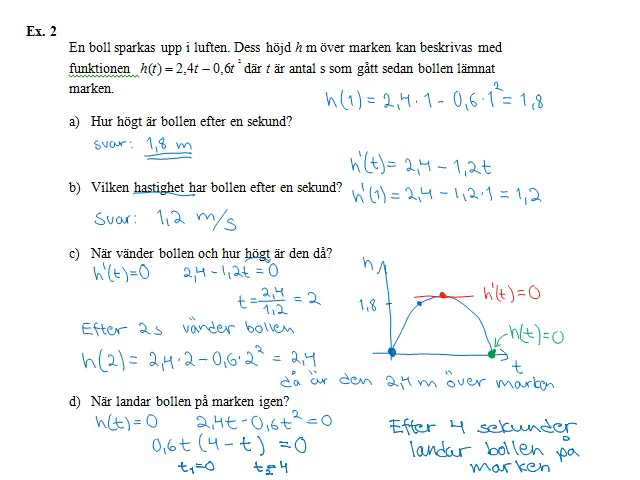 Ex. 2
En boll sparkas upp i luften. Dess höjd h m över marken kan beskrivas med
funktionen h(t) = 2,4t − 0,6t² där t är antal s som gått sedan bollen lämnat
marken.
h(1) = 2,4 · 1 − 0,6 · 1² = 1,8
a) Hur högt är bollen efter en sekund?
svar: 1,8 m
h'(t) = 2,4 − 1,2t
b) Vilken hastighet har bollen efter en sekund?
h'(1) = 2,4 − 1,2 · 1 = 1,2
Svar: 1,2 m/s
c) När vänder bollen och hur högt är den då?
h'(t) = 0 2,4 − 1,2t = 0
t = 2,4/1,2 = 2
Efter 2 s vänder bollen
h(2) = 2,4 · 2 − 0,6 · 2² = 2,4
då är den 2,4 m över marken
h
1,8
h'(t) = 0
h(t) = 0
t
d) När landar bollen på marken igen?
h(t) = 0 2,4t − 0,6t² = 0
0,6t (4 − t) = 0
t₁ = 0 t₂ = 4
Efter 4 sekunder
landar bollen på
marken